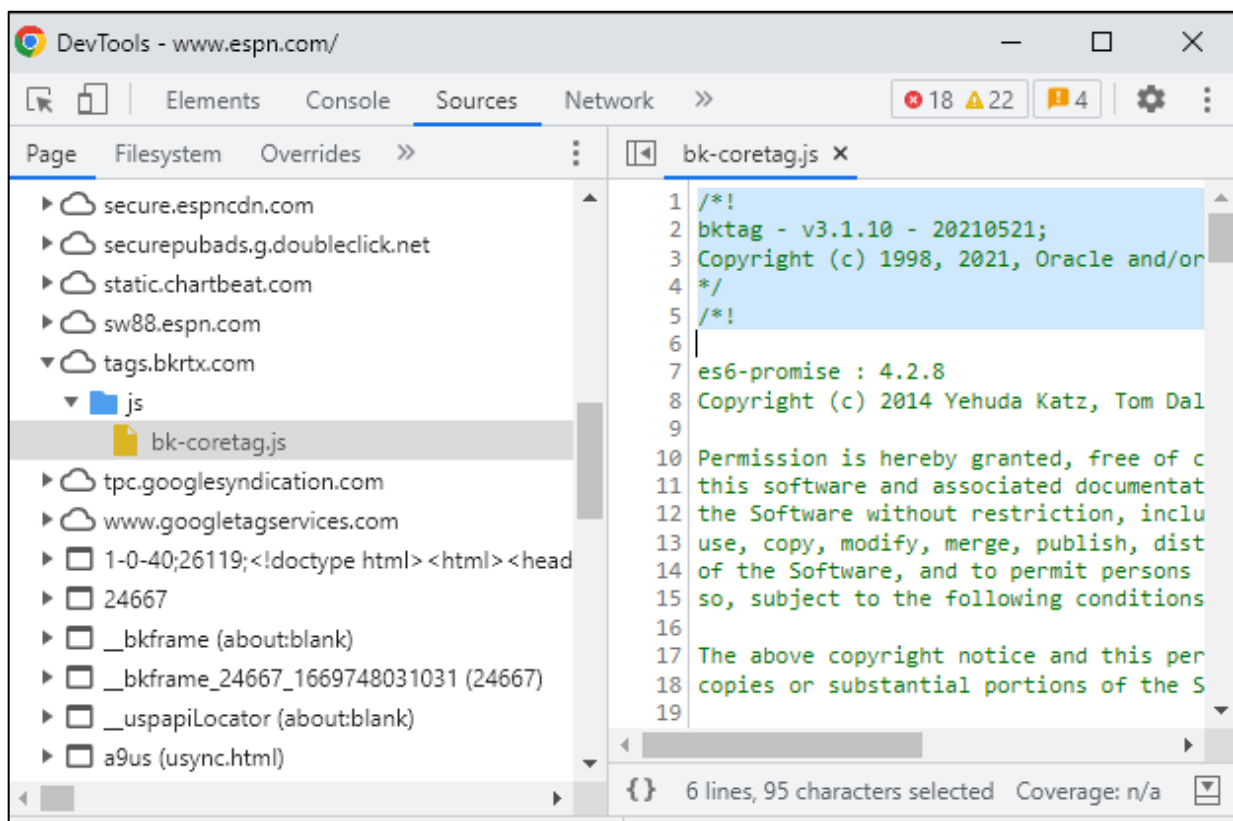 DevTools - www.espn.com/
Elements Console Sources Network » 18 22 4
Page Filesystem Overrides »
secure.espncdn.com
securepubads.g.doubleclick.net
static.chartbeat.com
sw88.espn.com
tags.bkrtx.com
js
bk-coretag.js
tpc.googlesyndication.com
www.googletagservices.com
1-0-40;26119;<!doctype html><html><head
24667
__bkframe (about:blank)
__bkframe_24667_1669748031031 (24667)
__uspapiLocator (about:blank)
a9us (usync.html)
bk-coretag.js ×
1 /*!
2 bktag - v3.1.10 - 20210521;
3 Copyright (c) 1998, 2021, Oracle and/or
4 */
5 /*!
6
7 es6-promise : 4.2.8
8 Copyright (c) 2014 Yehuda Katz, Tom Dal
9
10 Permission is hereby granted, free of c
11 this software and associated documentat
12 the Software without restriction, inclu
13 use, copy, modify, merge, publish, dist
14 of the Software, and to permit persons
15 so, subject to the following conditions
16
17 The above copyright notice and this per
18 copies or substantial portions of the S
19
{} 6 lines, 95 characters selected Coverage: n/a